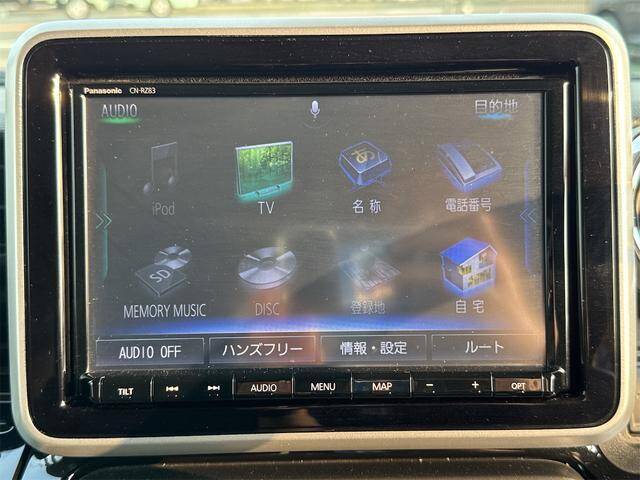 Panasonic CN-RZ83
AUDIO 目的地
iPod TV 名称 電話番号
SD
MEMORY MUSIC DISC 登録地 自宅
AUDIO OFF ハンズフリー 情報・設定 ルート
TILT AUDIO MENU MAP − + OPT